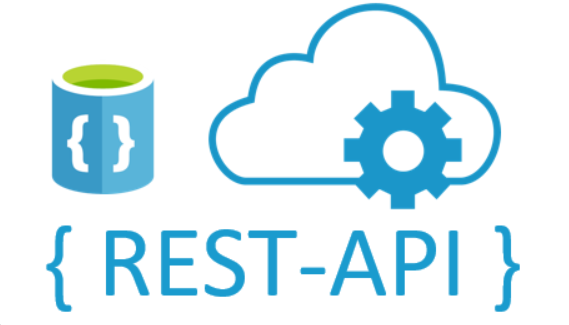 { }
{ REST-API }